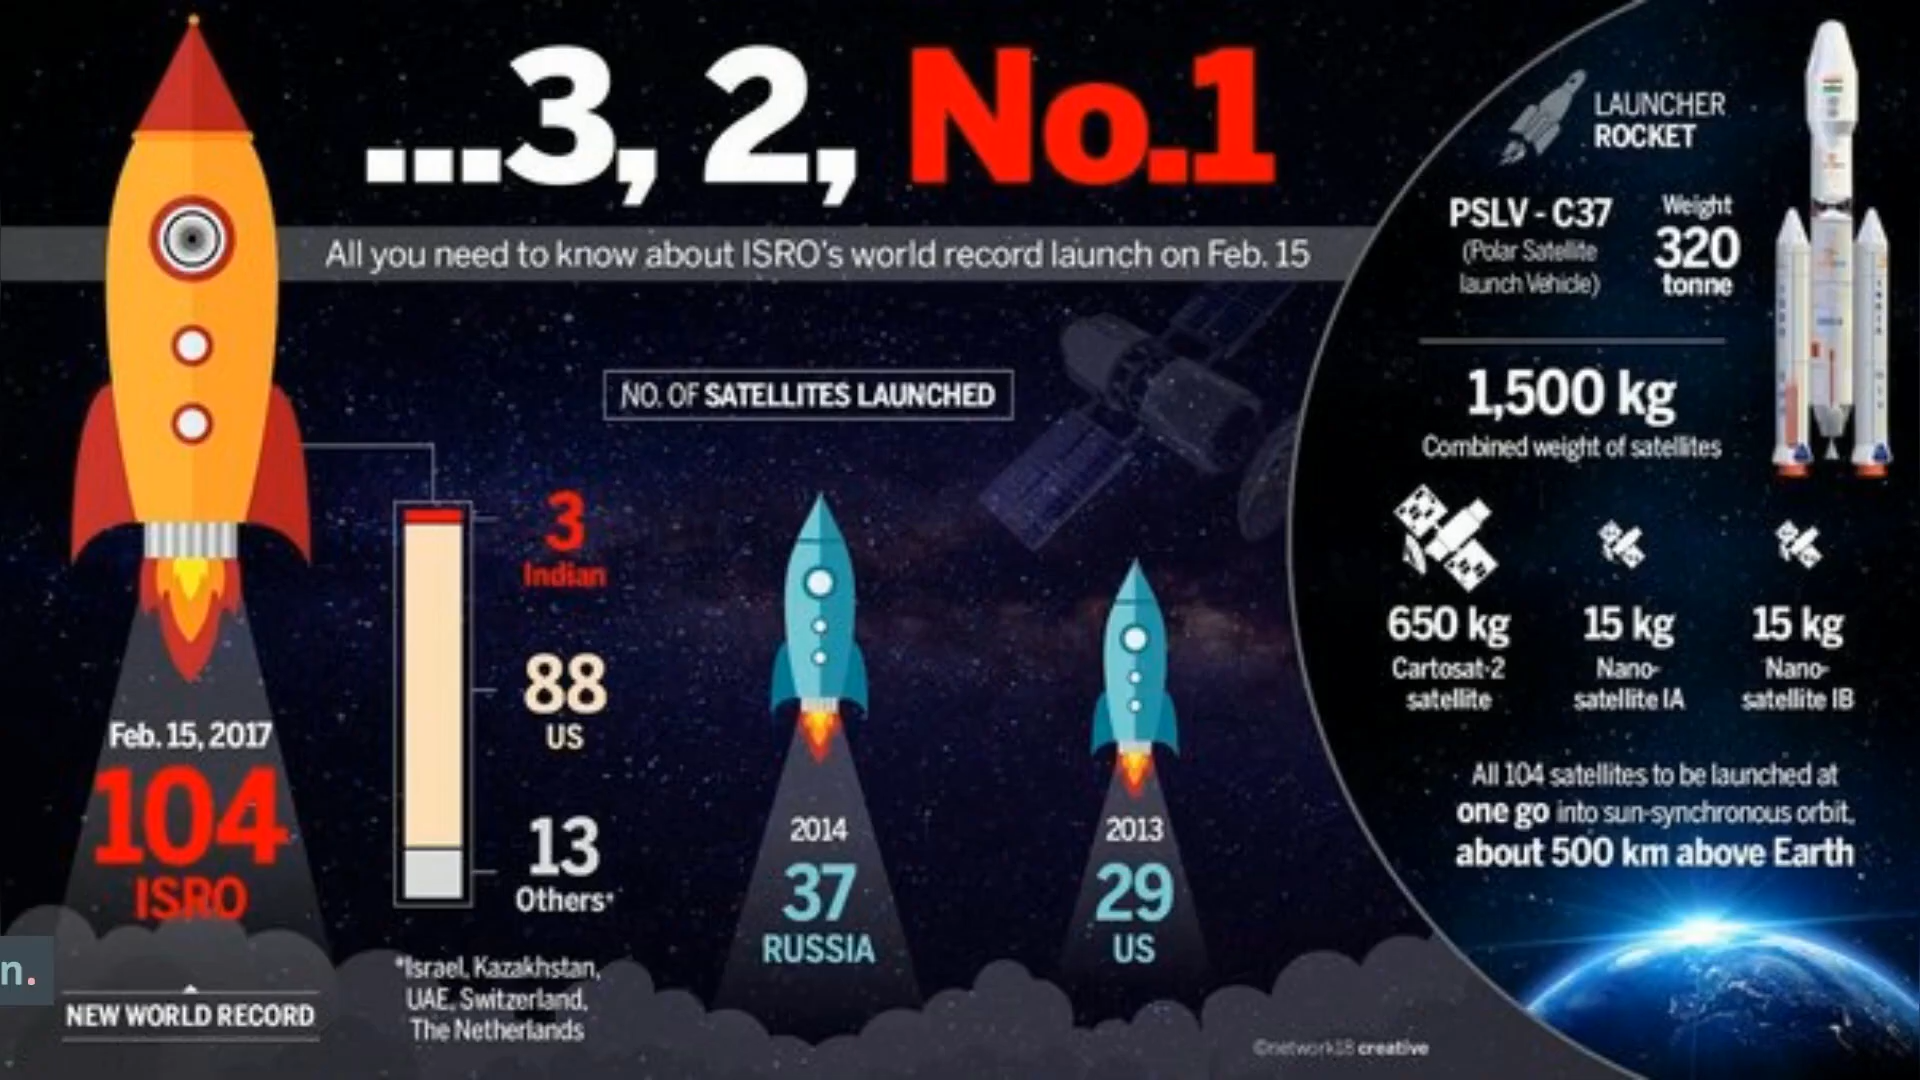 ...3, 2, No.1
All you need to know about ISRO's world record launch on Feb. 15
NO. OF SATELLITES LAUNCHED
Feb. 15, 2017
104
ISRO
NEW WORLD RECORD
3
Indian
88
US
13
Others*
*Israel, Kazakhstan,
UAE, Switzerland,
The Netherlands
2014
37
RUSSIA
2013
29
US
LAUNCHER
ROCKET
PSLV - C37
(Polar Satellite
launch Vehicle)
Weight
320
tonne
1,500 kg
Combined weight of satellites
650 kg
Cartosat-2
satellite
15 kg
Nano-
satellite IA
15 kg
Nano-
satellite IB
All 104 satellites to be launched at
one go into sun-synchronous orbit,
about 500 km above Earth
©network18 creative
n.